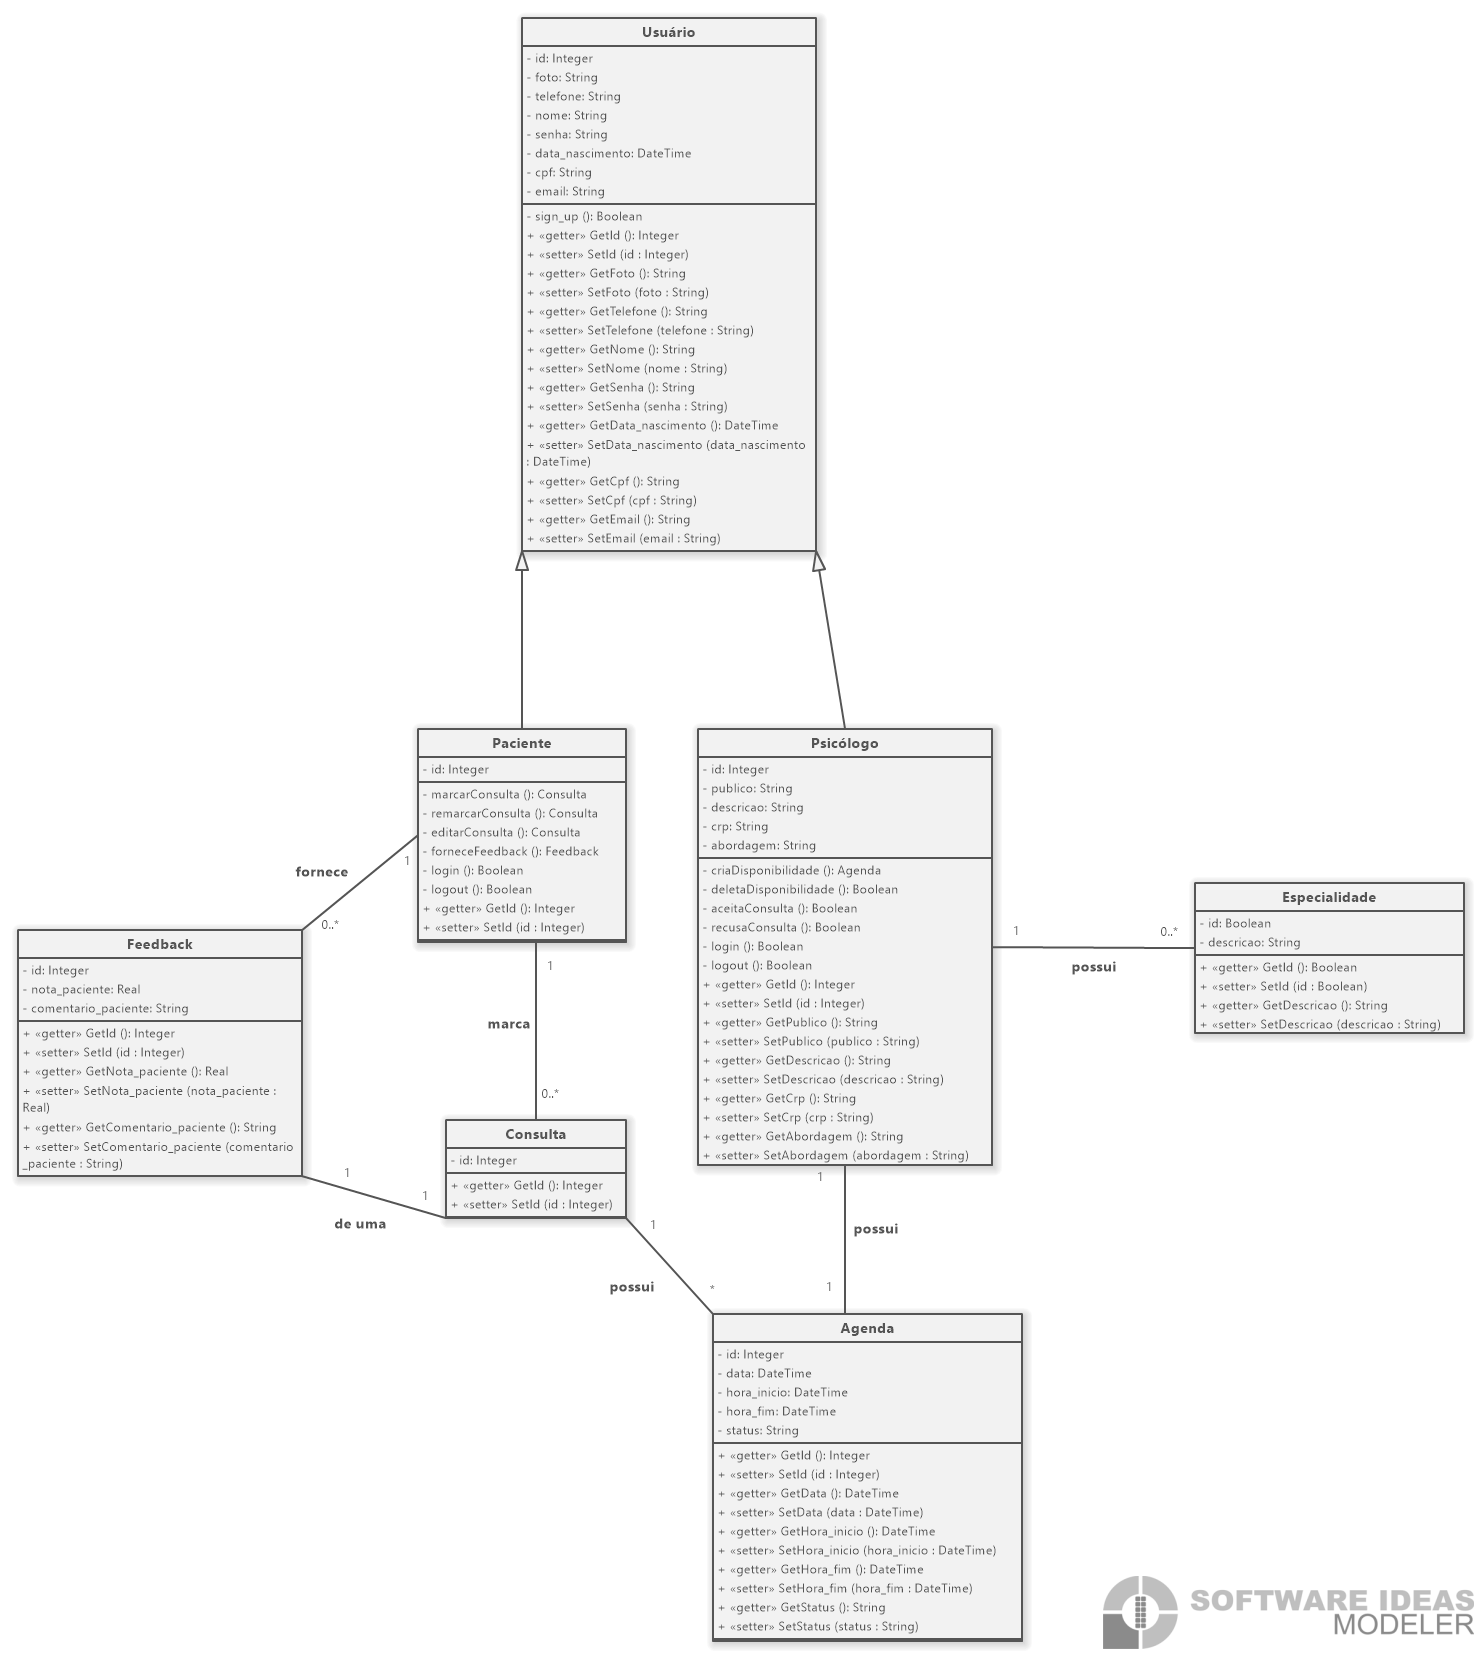 Usuário
- id: Integer
- foto: String
- telefone: String
- nome: String
- senha: String
- data_nascimento: DateTime
- cpf: String
- email: String
- sign_up (): Boolean
+ «getter» GetId (): Integer
+ «setter» SetId (id : Integer)
+ «getter» GetFoto (): String
+ «setter» SetFoto (foto : String)
+ «getter» GetTelefone (): String
+ «setter» SetTelefone (telefone : String)
+ «getter» GetNome (): String
+ «setter» SetNome (nome : String)
+ «getter» GetSenha (): String
+ «setter» SetSenha (senha : String)
+ «getter» GetData_nascimento (): DateTime
+ «setter» SetData_nascimento (data_nascimento
: DateTime)
+ «getter» GetCpf (): String
+ «setter» SetCpf (cpf : String)
+ «getter» GetEmail (): String
+ «setter» SetEmail (email : String)
Paciente
- id: Integer
- marcarConsulta (): Consulta
- remarcarConsulta (): Consulta
- editarConsulta (): Consulta
- forneceFeedback (): Feedback
- login (): Boolean
- logout (): Boolean
+ «getter» GetId (): Integer
+ «setter» SetId (id : Integer)
Psicólogo
- id: Integer
- publico: String
- descricao: String
- crp: String
- abordagem: String
- criaDisponibilidade (): Agenda
- deletaDisponibilidade (): Boolean
- aceitaConsulta (): Boolean
- recusaConsulta (): Boolean
- login (): Boolean
- logout (): Boolean
+ «getter» GetId (): Integer
+ «setter» SetId (id : Integer)
+ «getter» GetPublico (): String
+ «setter» SetPublico (publico : String)
+ «getter» GetDescricao (): String
+ «setter» SetDescricao (descricao : String)
+ «getter» GetCrp (): String
+ «setter» SetCrp (crp : String)
+ «getter» GetAbordagem (): String
+ «setter» SetAbordagem (abordagem : String)
1
0..*
possui
Especialidade
- id: Boolean
- descricao: String
+ «getter» GetId (): Boolean
+ «setter» SetId (id : Boolean)
+ «getter» GetDescricao (): String
+ «setter» SetDescricao (descricao : String)
1
fornece
0..*
Feedback
- id: Integer
- nota_paciente: Real
- comentario_paciente: String
+ «getter» GetId (): Integer
+ «setter» SetId (id : Integer)
+ «getter» GetNota_paciente (): Real
+ «setter» SetNota_paciente (nota_paciente :
Real)
+ «getter» GetComentario_paciente (): String
+ «setter» SetComentario_paciente (comentario
_paciente : String)
1
marca
0..*
Consulta
- id: Integer
+ «getter» GetId (): Integer
+ «setter» SetId (id : Integer)
1
1
de uma
1
possui
*
1
possui
1
Agenda
- id: Integer
- data: DateTime
- hora_inicio: DateTime
- hora_fim: DateTime
- status: String
+ «getter» GetId (): Integer
+ «setter» SetId (id : Integer)
+ «getter» GetData (): DateTime
+ «setter» SetData (data : DateTime)
+ «getter» GetHora_inicio (): DateTime
+ «setter» SetHora_inicio (hora_inicio : DateTime)
+ «getter» GetHora_fim (): DateTime
+ «setter» SetHora_fim (hora_fim : DateTime)
+ «getter» GetStatus (): String
+ «setter» SetStatus (status : String)
SOFTWARE IDEAS
MODELER